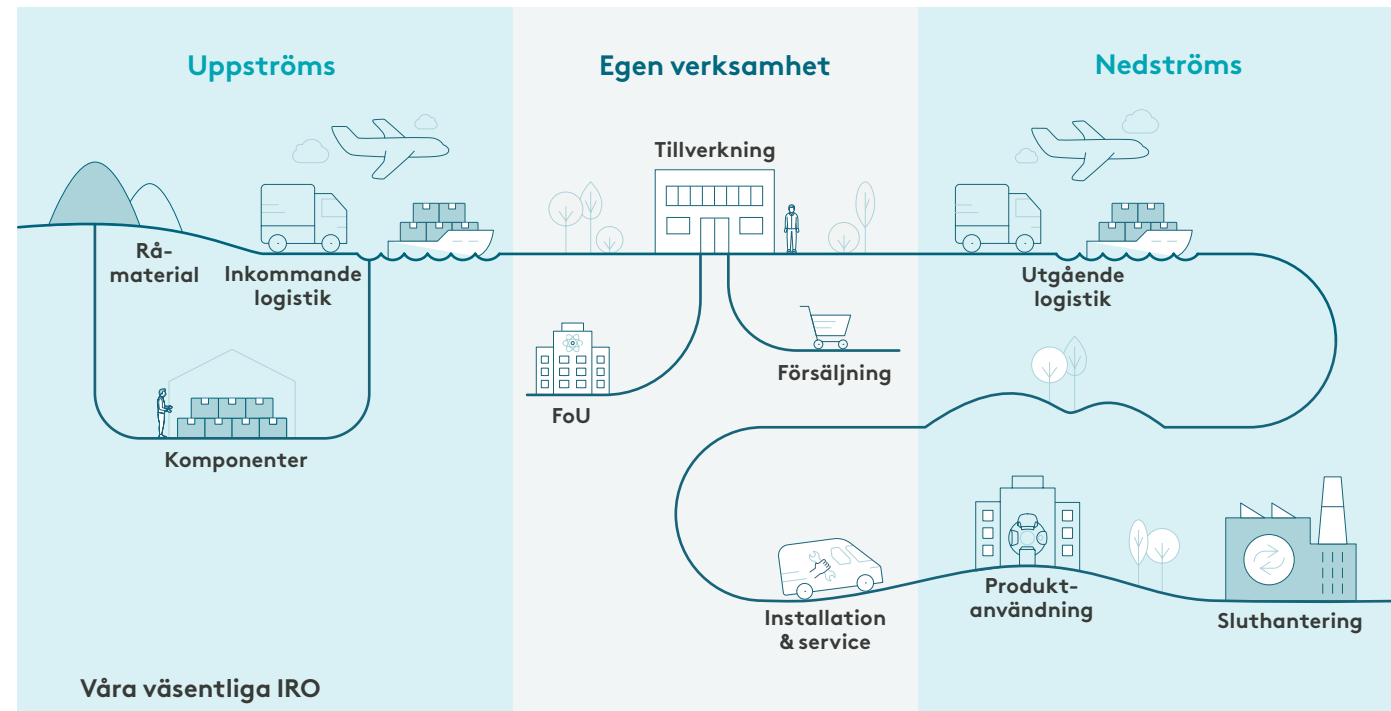 Uppströms
Egen verksamhet
Nedströms
Tillverkning
Rå-
material
Inkommande
logistik
Utgående
logistik
Försäljning
FoU
Komponenter
Installation
& service
Produkt-
användning
Sluthantering
Våra väsentliga IRO